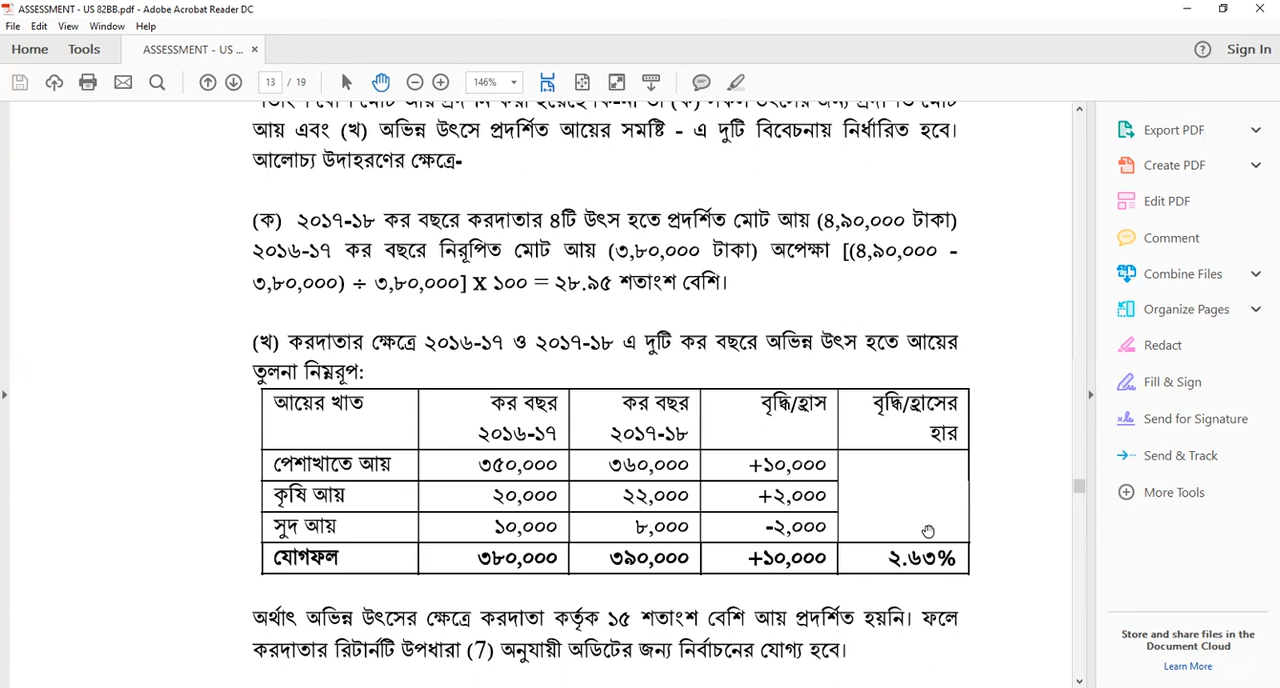 ASSESSMENT - US 82BB.pdf - Adobe Acrobat Reader DC
File Edit View Window Help
Home Tools ASSESSMENT - US ... × Sign In
13 / 19 146%
আয় এবং (খ) অভিন্ন উৎসে প্রদর্শিত আয়ের সমষ্টি - এ দুটি বিবেচনায় নির্ধারিত হবে।
আলোচ্য উদাহরণের ক্ষেত্রে-
(ক) ২০১৭-১৮ কর বছরে করদাতার ৪টি উৎস হতে প্রদর্শিত মোট আয় (৪,৯০,০০০ টাকা)
২০১৬-১৭ কর বছরে নিরূপিত মোট আয় (৩,৮০,০০০ টাকা) অপেক্ষা [(৪,৯০,০০০ -
৩,৮০,০০০) ÷ ৩,৮০,০০০] X ১০০ = ২৮.৯৫ শতাংশ বেশি।
(খ) করদাতার ক্ষেত্রে ২০১৬-১৭ ও ২০১৭-১৮ এ দুটি কর বছরে অভিন্ন উৎস হতে আয়ের
তুলনা নিম্নরূপ:
আয়ের খাত কর বছর কর বছর বৃদ্ধি/হ্রাস বৃদ্ধি/হ্রাসের
২০১৬-১৭ ২০১৭-১৮ হার
পেশাখাতে আয় ৩৫০,০০০ ৩৬০,০০০ +১০,০০০
কৃষি আয় ২০,০০০ ২২,০০০ +২,০০০
সুদ আয় ১০,০০০ ৮,০০০ -২,০০০
যোগফল ৩৮০,০০০ ৩৯০,০০০ +১০,০০০ ২.৬৩%
অর্থাৎ অভিন্ন উৎসের ক্ষেত্রে করদাতা কর্তৃক ১৫ শতাংশ বেশি আয় প্রদর্শিত হয়নি। ফলে
করদাতার রিটার্নটি উপধারা (7) অনুযায়ী অডিটের জন্য নির্বাচনের যোগ্য হবে।
Export PDF
Create PDF
Edit PDF
Comment
Combine Files
Organize Pages
Redact
Fill & Sign
Send for Signature
Send & Track
More Tools
Store and share files in the
Document Cloud
Learn More